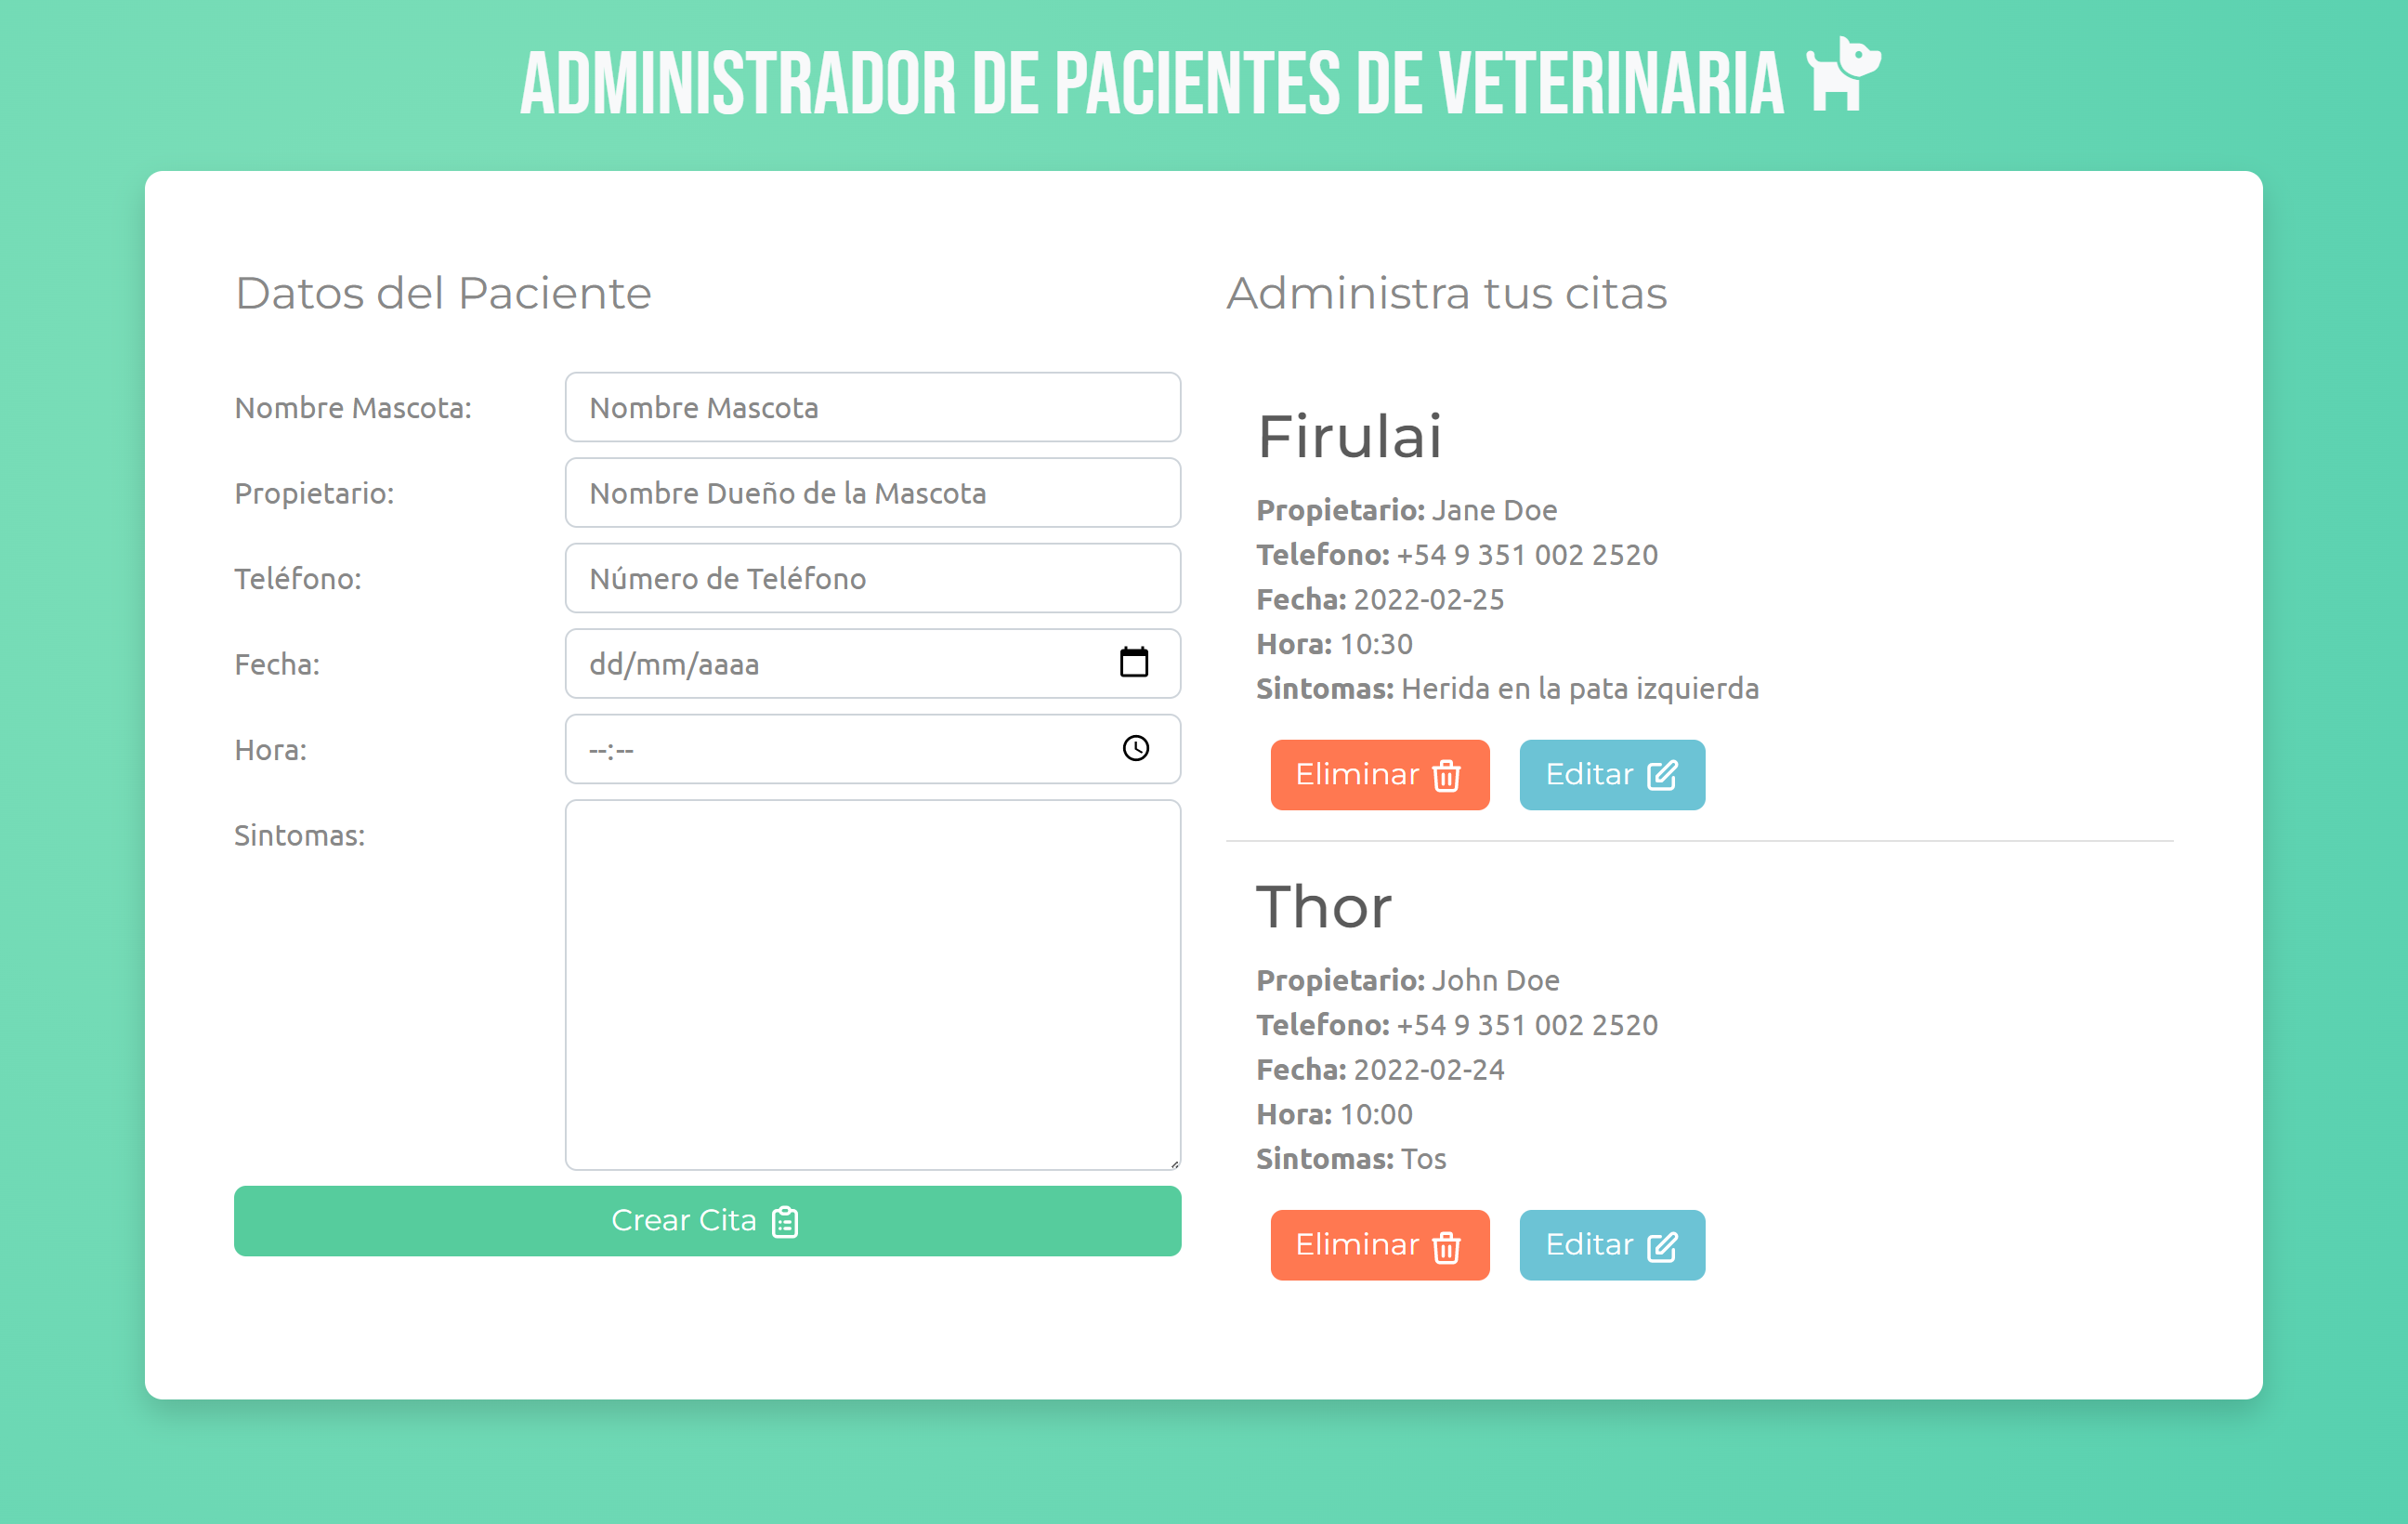 ADMINISTRADOR DE PACIENTES DE VETERINARIA
Datos del Paciente
Nombre Mascota:
Nombre Mascota
Propietario:
Nombre Dueño de la Mascota
Teléfono:
Número de Teléfono
Fecha:
dd/mm/aaaa
Hora:
--:--
Sintomas:
Crear Cita
Administra tus citas
Firulai
Propietario: Jane Doe
Telefono: +54 9 351 002 2520
Fecha: 2022-02-25
Hora: 10:30
Sintomas: Herida en la pata izquierda
Eliminar
Editar
Thor
Propietario: John Doe
Telefono: +54 9 351 002 2520
Fecha: 2022-02-24
Hora: 10:00
Sintomas: Tos
Eliminar
Editar